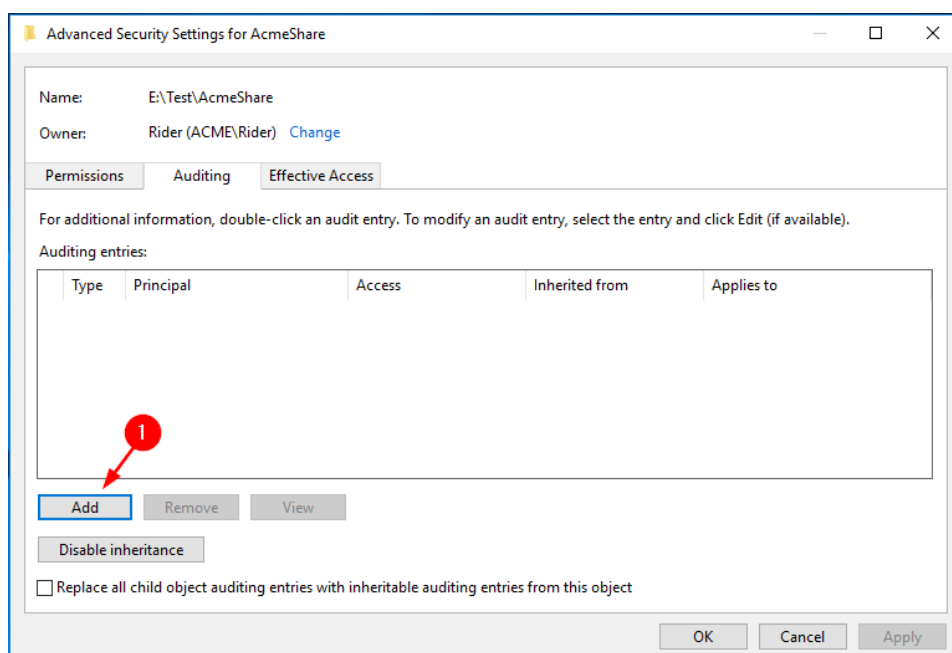 Advanced Security Settings for AcmeShare
Name: E:\Test\AcmeShare
Owner: Rider (ACME\Rider) Change
Permissions Auditing Effective Access
For additional information, double-click an audit entry. To modify an audit entry, select the entry and click Edit (if available).
Auditing entries:
Type Principal Access Inherited from Applies to
1
Add Remove View
Disable inheritance
Replace all child object auditing entries with inheritable auditing entries from this object
OK Cancel Apply